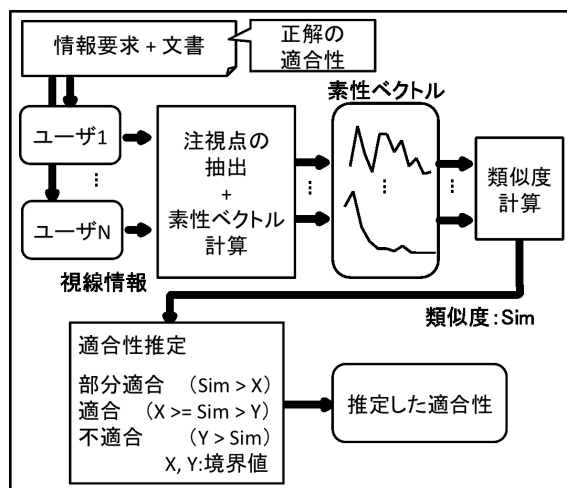 情報要求 + 文書
正解の
適合性
素性ベクトル
ユーザ1
⋮
ユーザN
視線情報
注視点の
抽出
+
素性ベクトル
計算
⋮
⋮
⋮
類似度
計算
類似度:Sim
適合性推定
部分適合 (Sim > X)
適合 (X >= Sim > Y)
不適合 (Y > Sim)
X, Y:境界値
推定した適合性